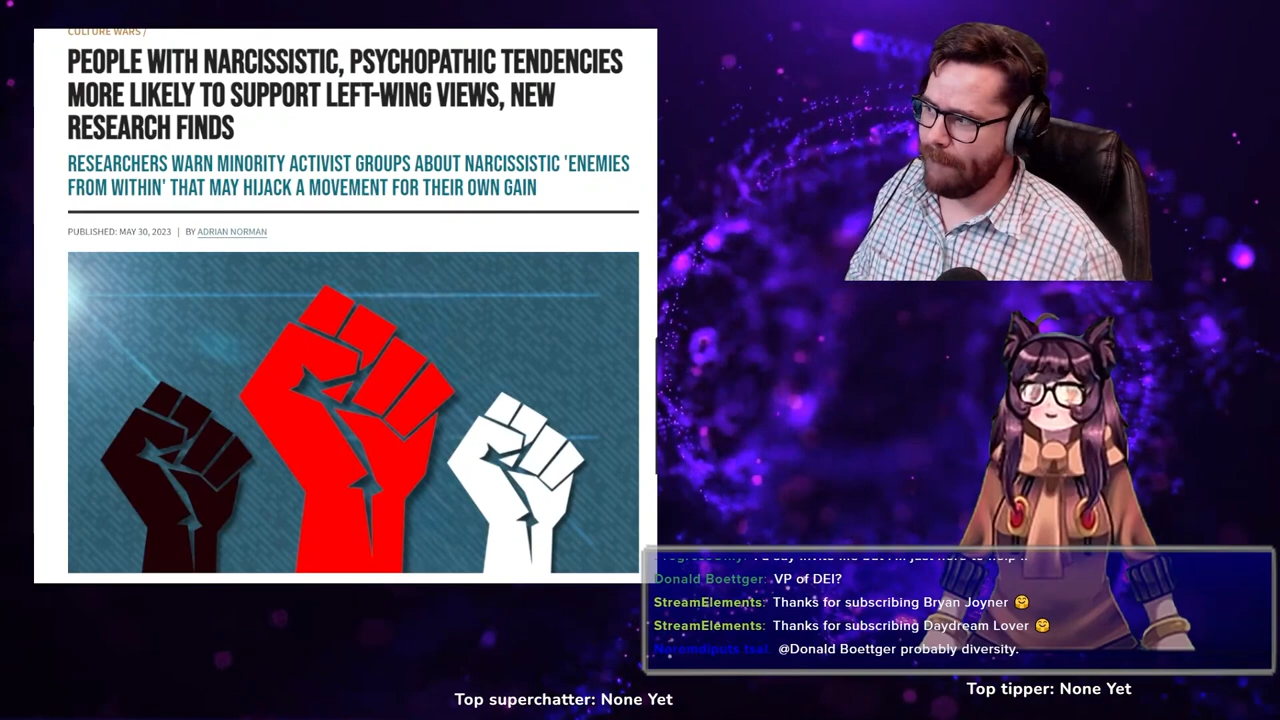 CULTURE WARS /
PEOPLE WITH NARCISSISTIC, PSYCHOPATHIC TENDENCIES
MORE LIKELY TO SUPPORT LEFT-WING VIEWS, NEW
RESEARCH FINDS
RESEARCHERS WARN MINORITY ACTIVIST GROUPS ABOUT NARCISSISTIC 'ENEMIES
FROM WITHIN' THAT MAY HIJACK A MOVEMENT FOR THEIR OWN GAIN
PUBLISHED: MAY 30, 2023 | BY ADRIAN NORMAN
Donald Boettger: VP of DEI?
StreamElements: Thanks for subscribing Bryan Joyner 🤗
StreamElements: Thanks for subscribing Daydream Lover 🤗
@Donald Boettger probably diversity.
Top superchatter: None Yet
Top tipper: None Yet